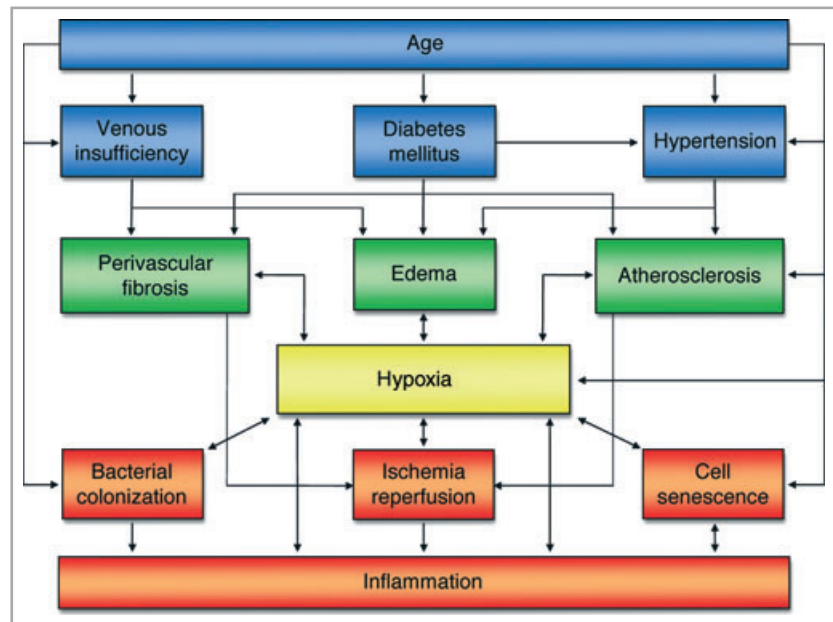 Age
Venous
insufficiency
Diabetes
mellitus
Hypertension
Perivascular
fibrosis
Edema
Atherosclerosis
Hypoxia
Bacterial
colonization
Ischemia
reperfusion
Cell
senescence
Inflammation